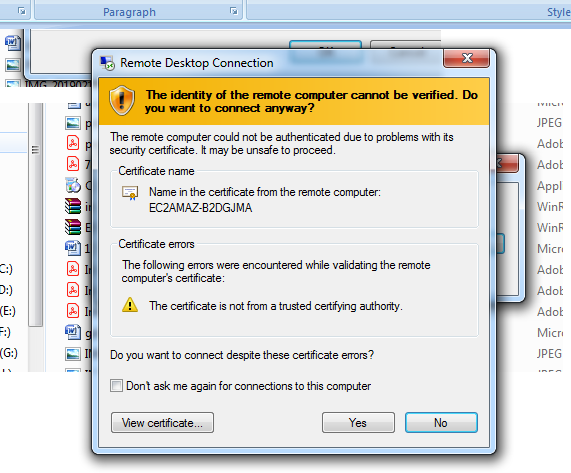 Paragraph
Style
Remote Desktop Connection
The identity of the remote computer cannot be verified. Do
you want to connect anyway?
The remote computer could not be authenticated due to problems with its
security certificate. It may be unsafe to proceed.
Certificate name
Name in the certificate from the remote computer:
EC2AMAZ-B2DGJMA
Certificate errors
The following errors were encountered while validating the remote
computer's certificate:
The certificate is not from a trusted certifying authority.
Do you want to connect despite these certificate errors?
Don't ask me again for connections to this computer
View certificate...
Yes
No
C:)
D:)
(E:)
F:)
(G:)
JPEG
Adob
Adob
Appl
WinR
WinR
Micro
Adob
Adob
Adob
Micro
JPEG